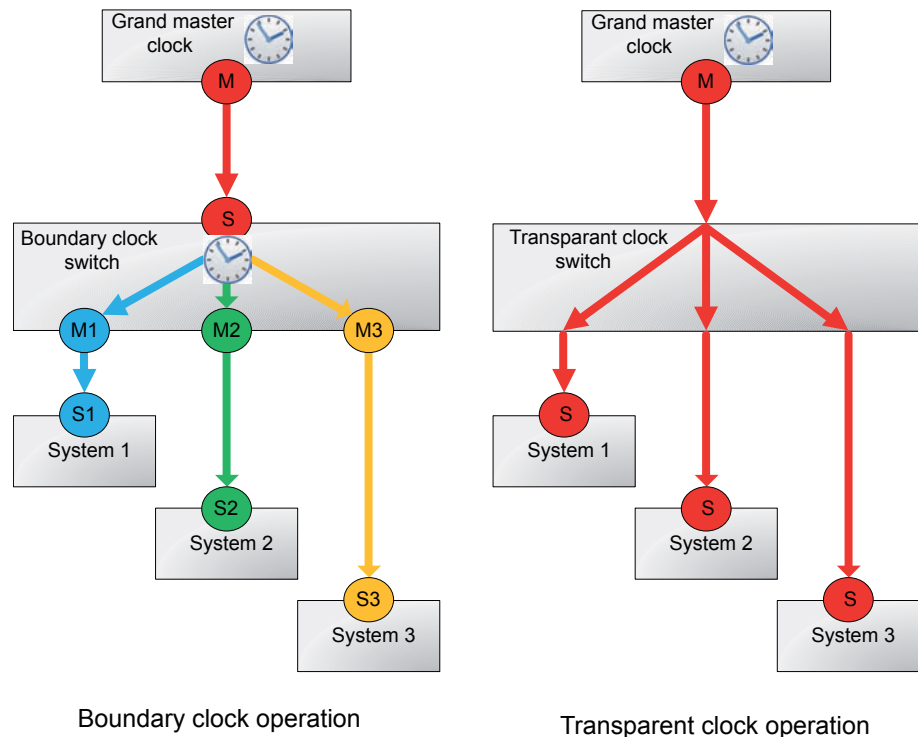 Grand master
clock
M
S
Boundary clock
switch
M1
M2
M3
S1
System 1
S2
System 2
S3
System 3
Boundary clock operation
Grand master
clock
M
Transparant clock
switch
S
System 1
S
System 2
S
System 3
Transparent clock operation